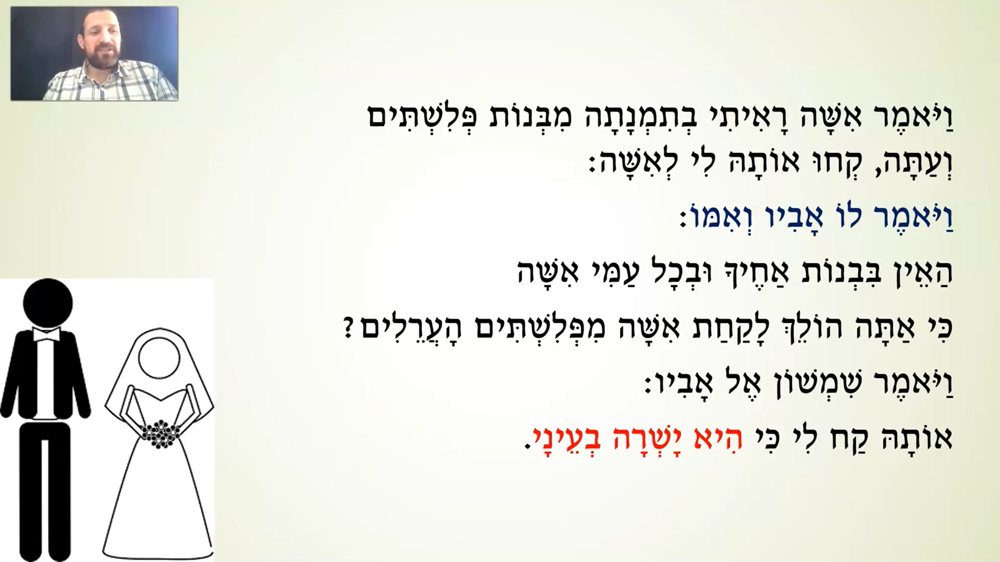 וַיֹּאמֶר אִשָּׁה רָאִיתִי בְתִמְנָתָה מִבְּנוֹת פְּלִשְׁתִּים
וְעַתָּה, קְחוּ אוֹתָהּ לִי לְאִשָּׁה:
וַיֹּאמֶר לוֹ אָבִיו וְאִמּוֹ:
הַאֵין בִּבְנוֹת אַחֶיךָ וּבְכָל עַמִּי אִשָּׁה
כִּי אַתָּה הוֹלֵךְ לָקַחַת אִשָּׁה מִפְּלִשְׁתִּים הָעֲרֵלִים?
וַיֹּאמֶר שִׁמְשׁוֹן אֶל אָבִיו:
אוֹתָהּ קַח לִי כִּי הִיא יָשְׁרָה בְעֵינָי.